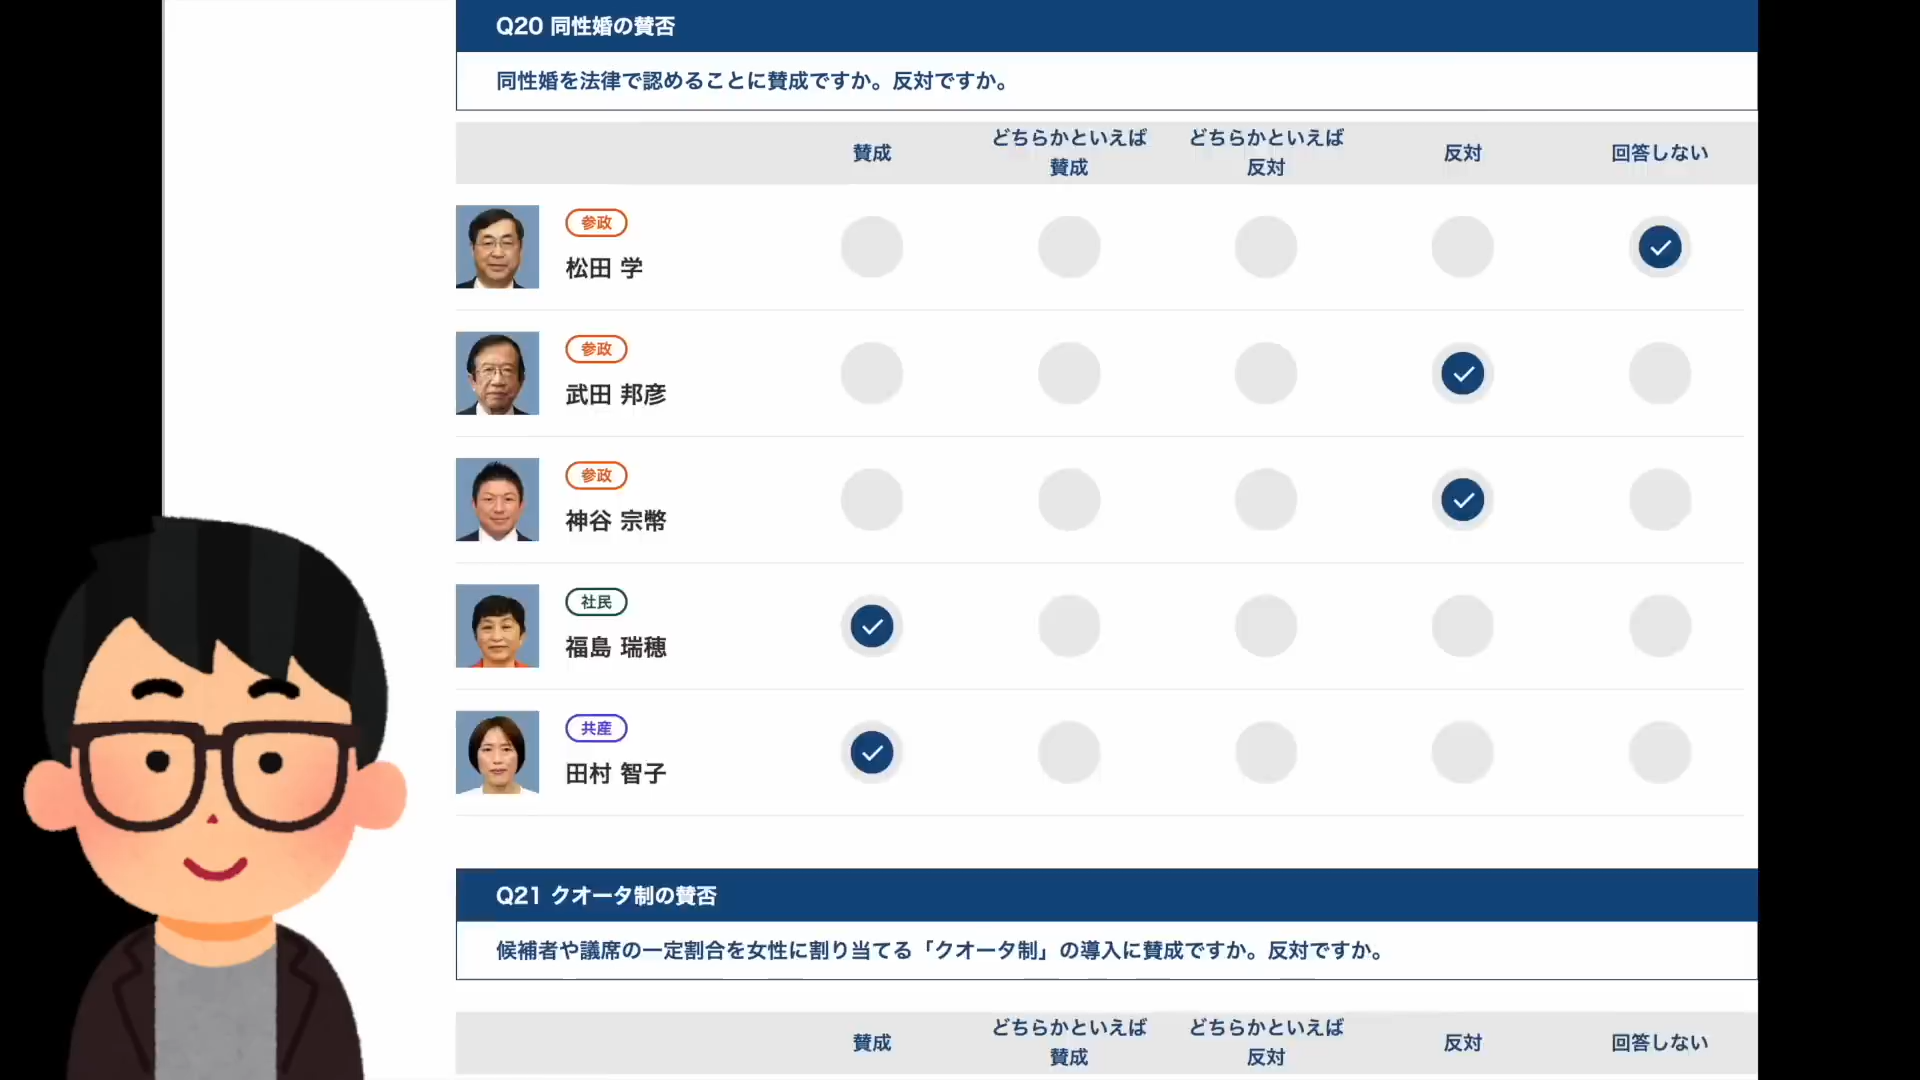 Q20 同性婚の賛否
同性婚を法律で認めることに賛成ですか。反対ですか。
賛成
どちらかといえば
賛成
どちらかといえば
反対
反対
回答しない
参政
松田 学
参政
武田 邦彦
参政
神谷 宗幣
社民
福島 瑞穂
共産
田村 智子
Q21 クオータ制の賛否
候補者や議席の一定割合を女性に割り当てる「クオータ制」の導入に賛成ですか。反対ですか。
賛成
どちらかといえば
賛成
どちらかといえば
反対
反対
回答しない